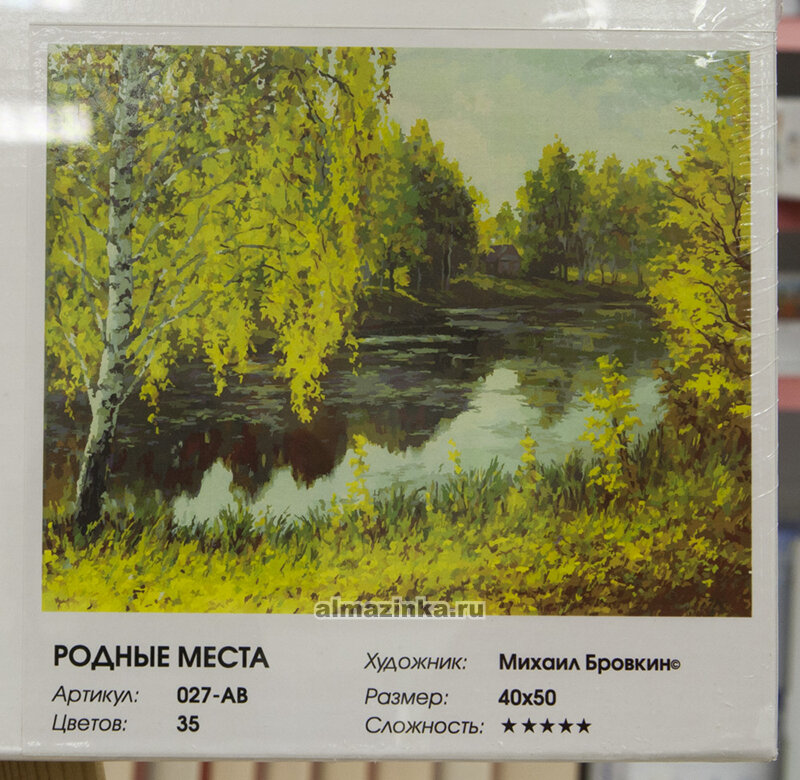 almazinka.ru
РОДНЫЕ МЕСТА
Артикул: 027-АВ
Цветов: 35
Художник: Михаил Бровкин©
Размер: 40x50
Сложность: ★★★★★